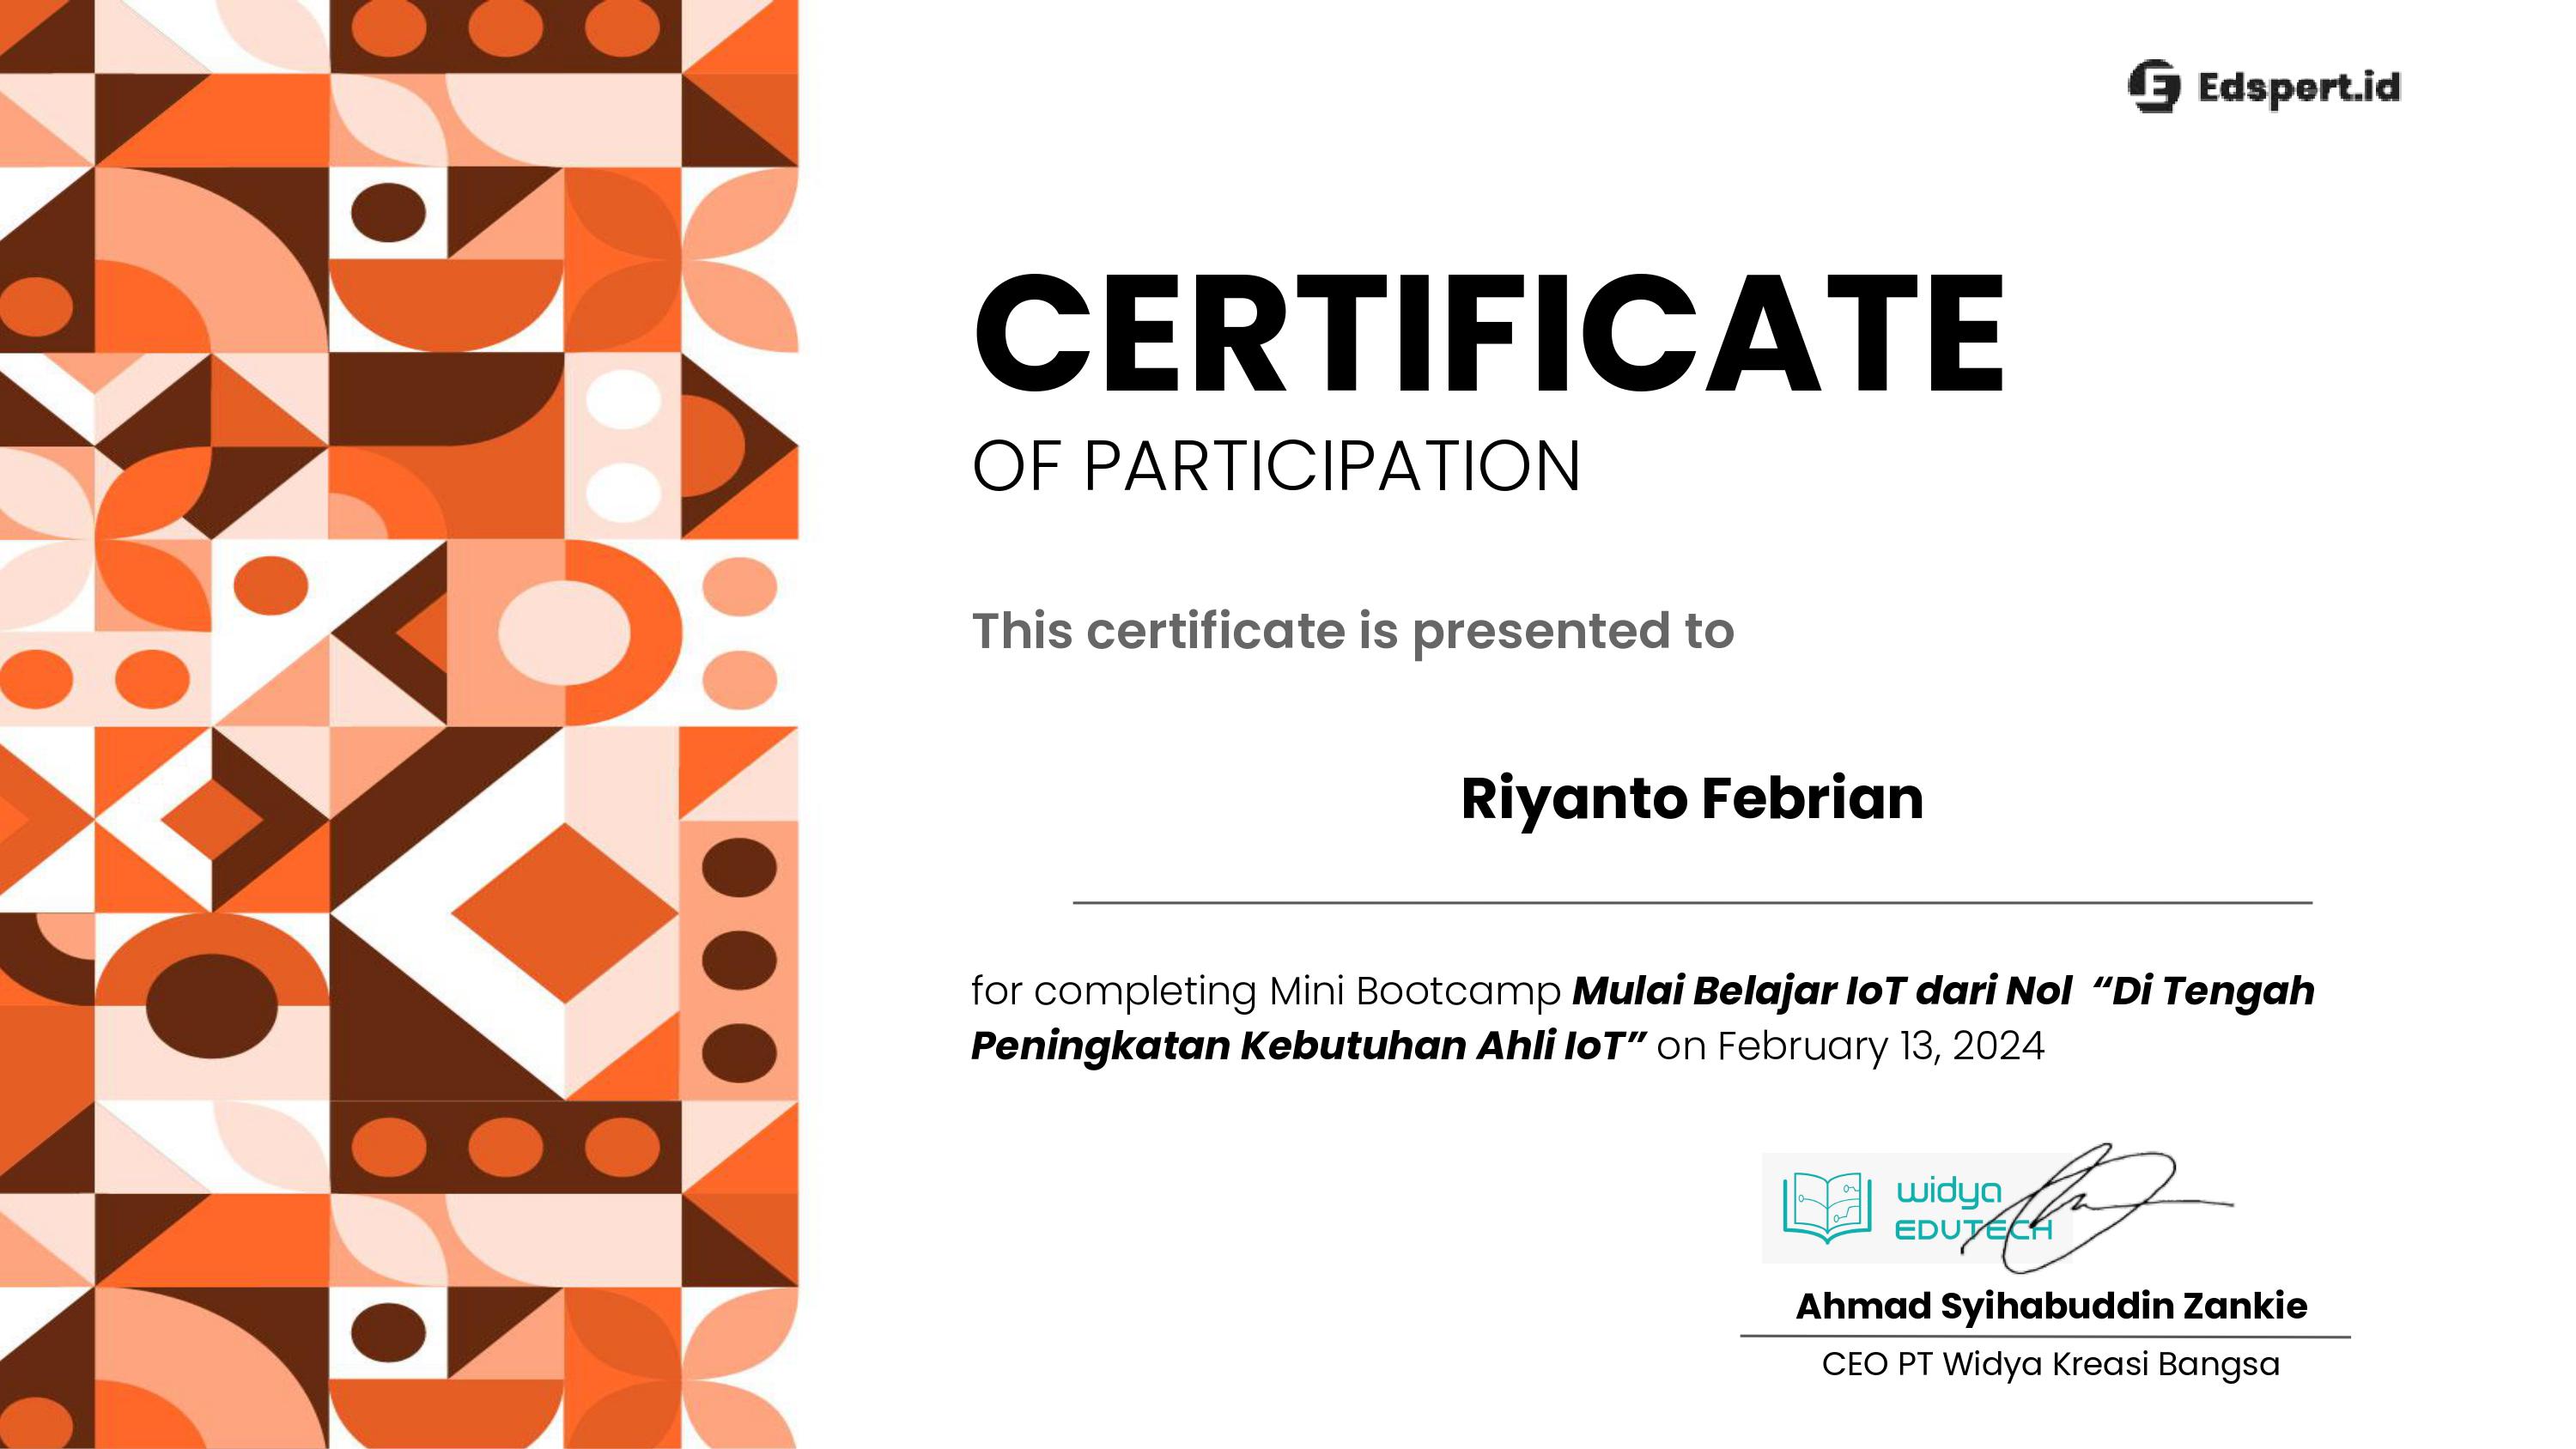 Edspert.id
CERTIFICATE
OF PARTICIPATION
This certificate is presented to
Riyanto Febrian
for completing Mini Bootcamp Mulai Belajar IoT dari Nol “Di Tengah
Peningkatan Kebutuhan Ahli IoT” on February 13, 2024
widya
EDUTECH
Ahmad Syihabuddin Zankie
CEO PT Widya Kreasi Bangsa